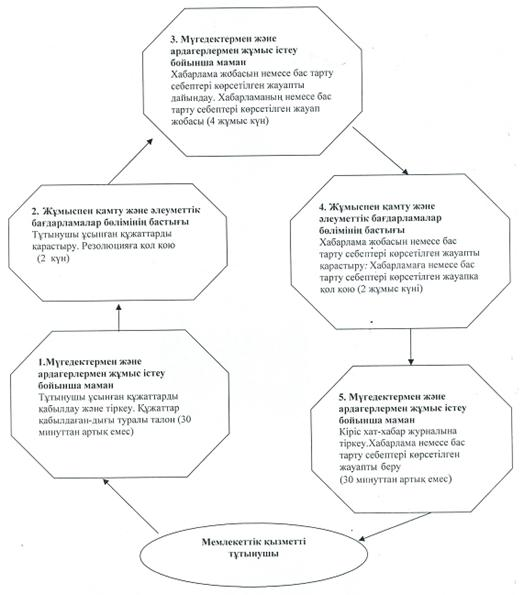 3. Мүгедектермен және
ардагерлермен жұмыс істеу
бойынша маман
Хабарлама жобасын немесе бас тарту
себептері көрсетілген жауапты
дайындау. Хабарламаның немесе бас
тарту себептері көрсетілген жауап
жобасы (4 жұмыс күн)
2. Жұмыспен қамту және әлеуметтік
бағдарламалар бөлімінің бастығы
Тұтынушы ұсынған құжаттарды
қарастыру. Резолюцияға қол қою
(2 күн)
4. Жұмыспен қамту және
әлеуметтік бағдарламалар
бөлімінің бастығы
Хабарлама жобасын немесе бас
тарту себептері көрсетілген жауапты
қарастыру: Хабарламаға немесе бас
тарту себептері көрсетілген жауапқа
қол қою (2 жұмыс күні)
1.Мүгедектермен және
ардагерлермен жұмыс істеу
бойынша маман
Тұтынушы ұсынған құжаттарды
қабылдау және тіркеу. Құжаттар
қабылдаған-дығы туралы талон (30
минуттан артық емес)
5. Мүгедектермен және
ардагерлермен жұмыс істеу
бойынша маман
Кіріс хат-хабар журналына
тіркеу.Хабарлама немесе бас
тарту себептері көрсетілген
жауапты беру
(30 минуттан артық емес)
Мемлекеттік қызметті
тұтынушы